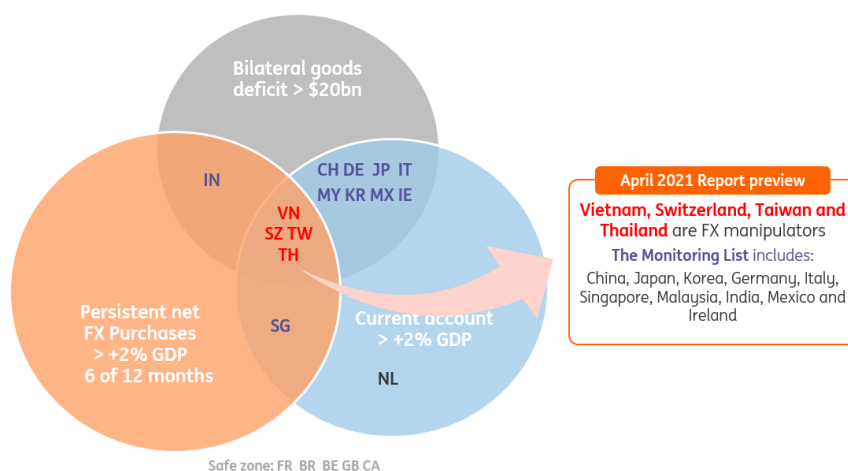 Bilateral goods
deficit > $20bn
IN
CH DE JP IT
MY KR MX IE
VN
SZ TW
TH
Persistent net
FX Purchases
> +2% GDP
6 of 12 months
SG
Current account
> +2% GDP
NL
Safe zone: FR BR BE GB CA
April 2021 Report preview
Vietnam, Switzerland, Taiwan and
Thailand are FX manipulators
The Monitoring List includes:
China, Japan, Korea, Germany, Italy,
Singapore, Malaysia, India, Mexico and
Ireland